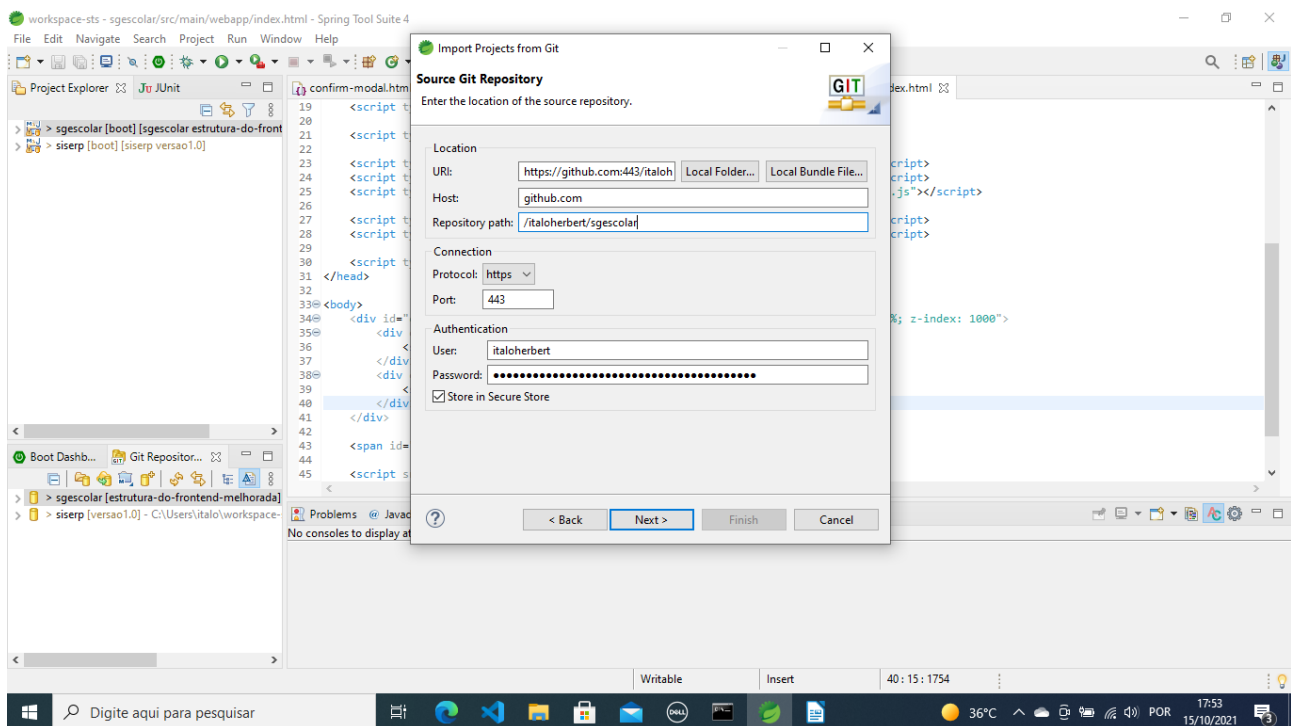 workspace-sts - sgescolar/src/main/webapp/index.html - Spring Tool Suite 4
File Edit Navigate Search Project Run Window Help
Project Explorer
JUnit
> sgescolar [boot] [sgescolar estrutura-do-front
> siserp [boot] [siserp versao1.0]
Boot Dashb...
Git Repositor...
> sgescolar [estrutura-do-frontend-melhorada]
> siserp [versao1.0] - C:\Users\italo\workspace-
confirm-modal.htm
dex.html
19 <script t
20
21 <script t
22
23 <script t cript>
24 <script t cript>
25 <script t .js"></script>
26
27 <script t cript>
28 <script t cript>
29
30 <script t
31 </head>
32
33 <body>
34 <div id=" %; z-index: 1000">
35 <div
36 <
37 </div
38 <div
39 <
40 </div
41 </div>
42
43 <span id=
44
45 <script s
Import Projects from Git
Source Git Repository
Enter the location of the source repository.
GIT
Location
URI: https://github.com:443/italoh Local Folder... Local Bundle File...
Host: github.com
Repository path: /italoherbert/sgescolar
Connection
Protocol: https
Port: 443
Authentication
User: italoherbert
Password: ●●●●●●●●●●●●●●●●●●●●●●●●●●●●●●●●●●●●●●●●
Store in Secure Store
< Back Next > Finish Cancel
Problems @ Javac
No consoles to display at
Writable Insert 40 : 15 : 1754
Digite aqui para pesquisar
DELL
36°C POR 17:53
15/10/2021
3